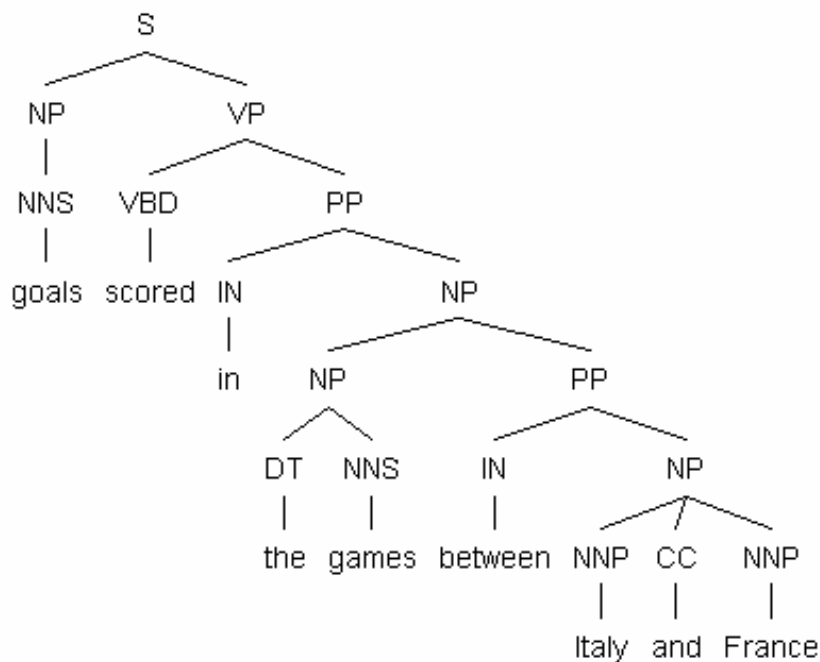 S
NP VP
NNS VBD PP
goals scored IN NP
in NP PP
DT NNS IN NP
the games between NNP CC NNP
Italy and France